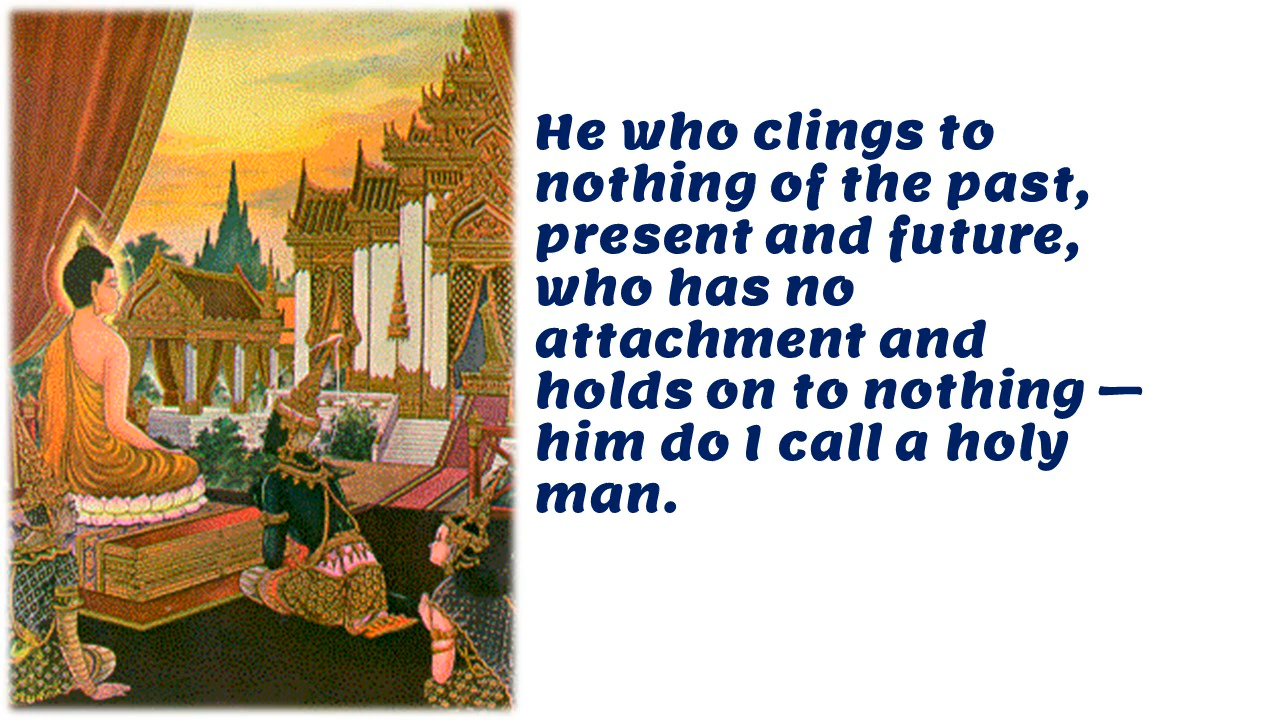 He who clings to
nothing of the past,
present and future,
who has no
attachment and
holds on to nothing —
him do I call a holy
man.